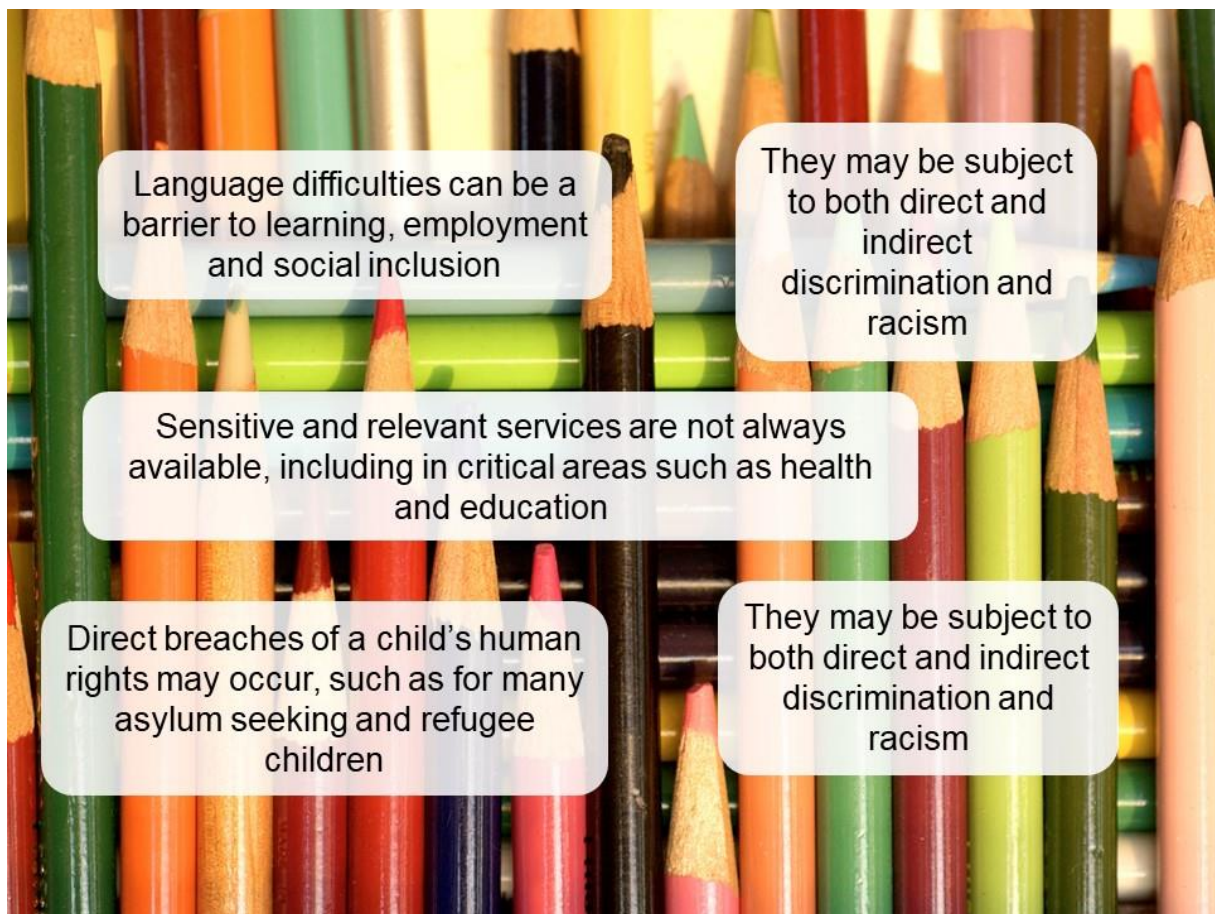 Language difficulties can be a
barrier to learning, employment
and social inclusion
They may be subject
to both direct and
indirect
discrimination and
racism
Sensitive and relevant services are not always
available, including in critical areas such as health
and education
Direct breaches of a child’s human
rights may occur, such as for many
asylum seeking and refugee
children
They may be subject to
both direct and indirect
discrimination and
racism